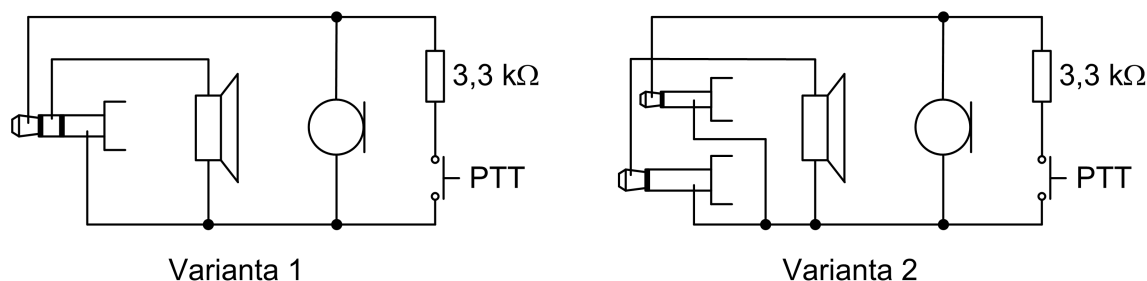 3,3 kΩ
PTT
Varianta 1
3,3 kΩ
PTT
Varianta 2